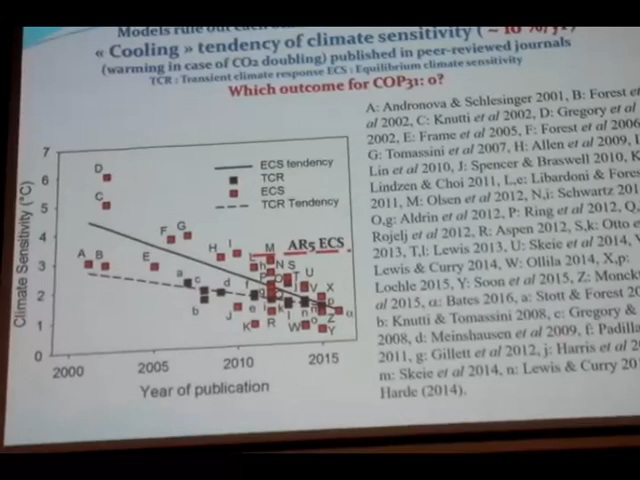 Models rule out each
« Cooling » tendency of climate sensitivity ( ~ 10 %/yr
(warming in case of CO2 doubling) published in peer-reviewed journals
TCR : Transient climate response ECS : Equilibrium climate sensitivity
Which outcome for COP31: 0?
A: Andronova & Schlesinger 2001, B: Forest et
al 2002, C: Knutti et al 2002, D: Gregory et al
2002, E: Frame et al 2005, F: Forest et al 2006
G: Tomassini et al 2007, H: Allen et al 2009, I:
Lin et al 2010, J: Spencer & Braswell 2010, K
Lindzen & Choi 2011, L,e: Libardoni & Fores
2011, M: Olsen et al 2012, N,i: Schwartz 201
O,g: Aldrin et al 2012, P: Ring et al 2012, Q,
Rojelj et al 2012, R: Aspen 2012, S,k: Otto e
2013, T,l: Lewis 2013, U: Skeie et al 2014,
Lewis & Curry 2014, W: Ollila 2014, X,p:
Loehle 2015, Y: Soon et al 2015, Z: Monck
al 2015, α: Bates 2016, a: Stott & Forest 20
b: Knutti & Tomassini 2008, c: Gregory &
2008, d: Meinshausen et al 2009, f: Padilla
2011, g: Gillett et al 2012, j: Harris et al 20
m: Skeie et al 2014, n: Lewis & Curry 20
Harde (2014).
ECS tendency
TCR
ECS
TCR Tendency
AR5 ECS
Climate Sensitivity (°C)
7
6
5
4
3
2
1
0
2000 2005 2010 2015
Year of publication
D
C
A B
E
F G
H I
M
N S
U
X
a
b
c
d
e
J
K
R
W
Y
Z
α